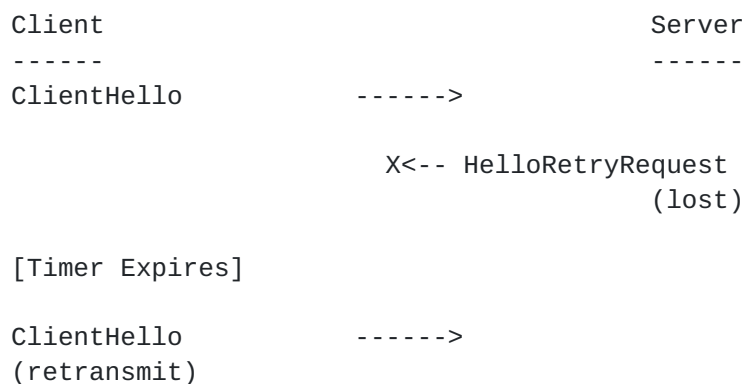 Client                                   Server
------                                   ------
ClientHello           ------>

                        X<-- HelloRetryRequest
                                         (lost)

[Timer Expires]

ClientHello           ------>
(retransmit)